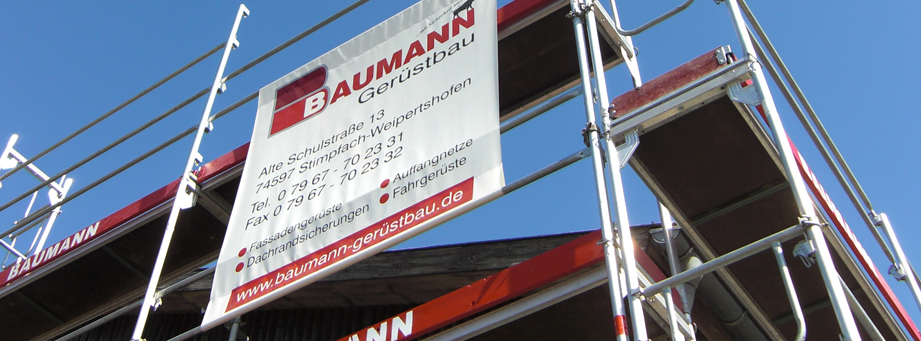 BAUMANN
Gerüstbau
Alte Schulstraße 13
74597 Stimpfach-Weipertshofen
Tel. 0 79 67 - 70 23 31
Fax 0 79 67 - 70 23 32
Fassadengerüste
Auffangnetze
Dachrandsicherungen
Fahrgerüste
www.baumann-gerüstbau.de
BAUMANN
MANN